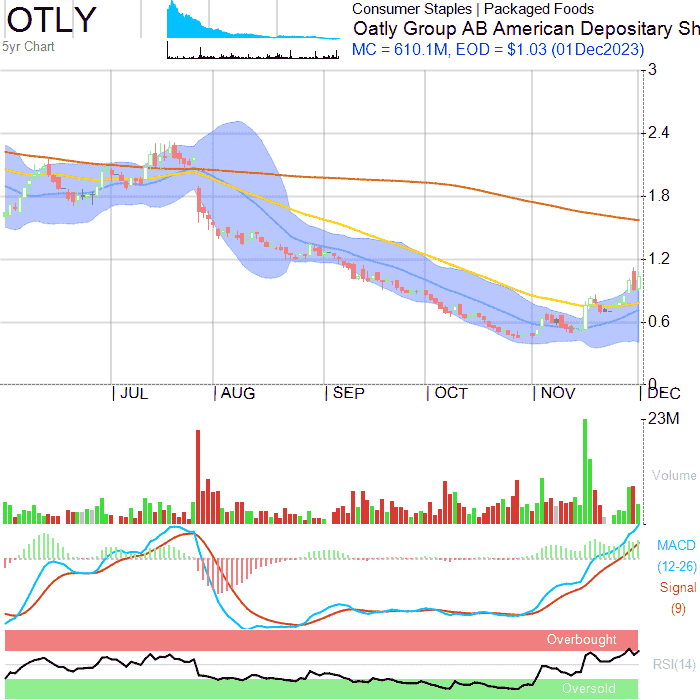 OTLY
5yr Chart
Consumer Staples | Packaged Foods
Oatly Group AB American Depositary Sh
MC = 610.1M, EOD = $1.03 (01Dec2023)
3
2.4
1.8
1.2
0.6
0
| JUL | AUG | SEP | OCT | NOV | DEC
23M
Volume
MACD
(12-26)
Signal
(9)
Overbought
RSI(14)
Oversold